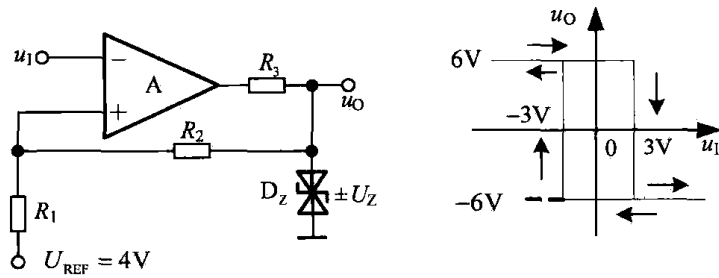 u_I
−
A
+
R_3
u_O
R_2
R_1
D_Z
±U_Z
U_REF = 4V
u_O
6V
−3V
0
3V
u_I
−6V